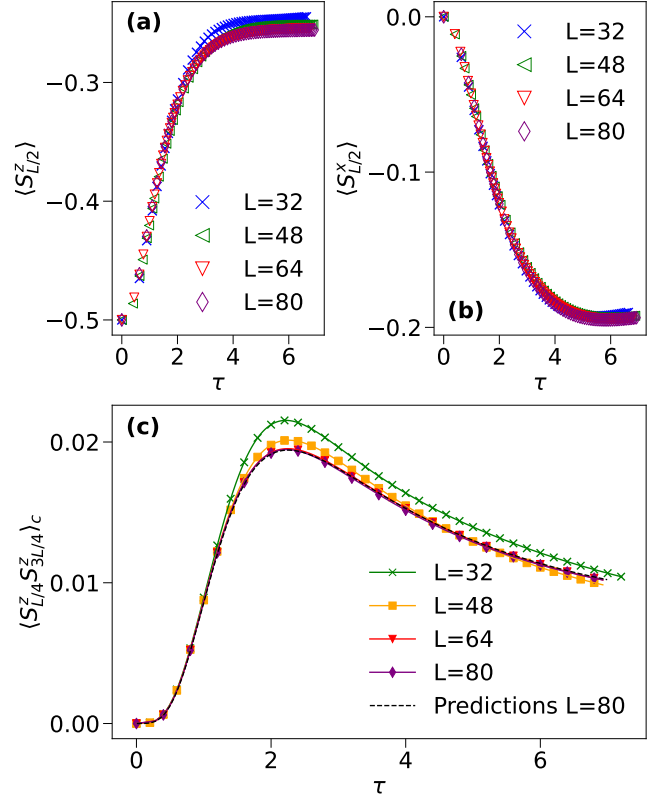 (a)
−0.3
−0.4
−0.5
⟨S^z_{L/2}⟩
L=32
L=48
L=64
L=80
0 2 4 6
τ
0.0
−0.1
−0.2
⟨S^x_{L/2}⟩
L=32
L=48
L=64
L=80
(b)
0 2 4 6
τ
(c)
0.02
0.01
0.00
⟨S^z_{L/4}S^z_{3L/4}⟩_c
L=32
L=48
L=64
L=80
Predictions L=80
0 2 4 6
τ